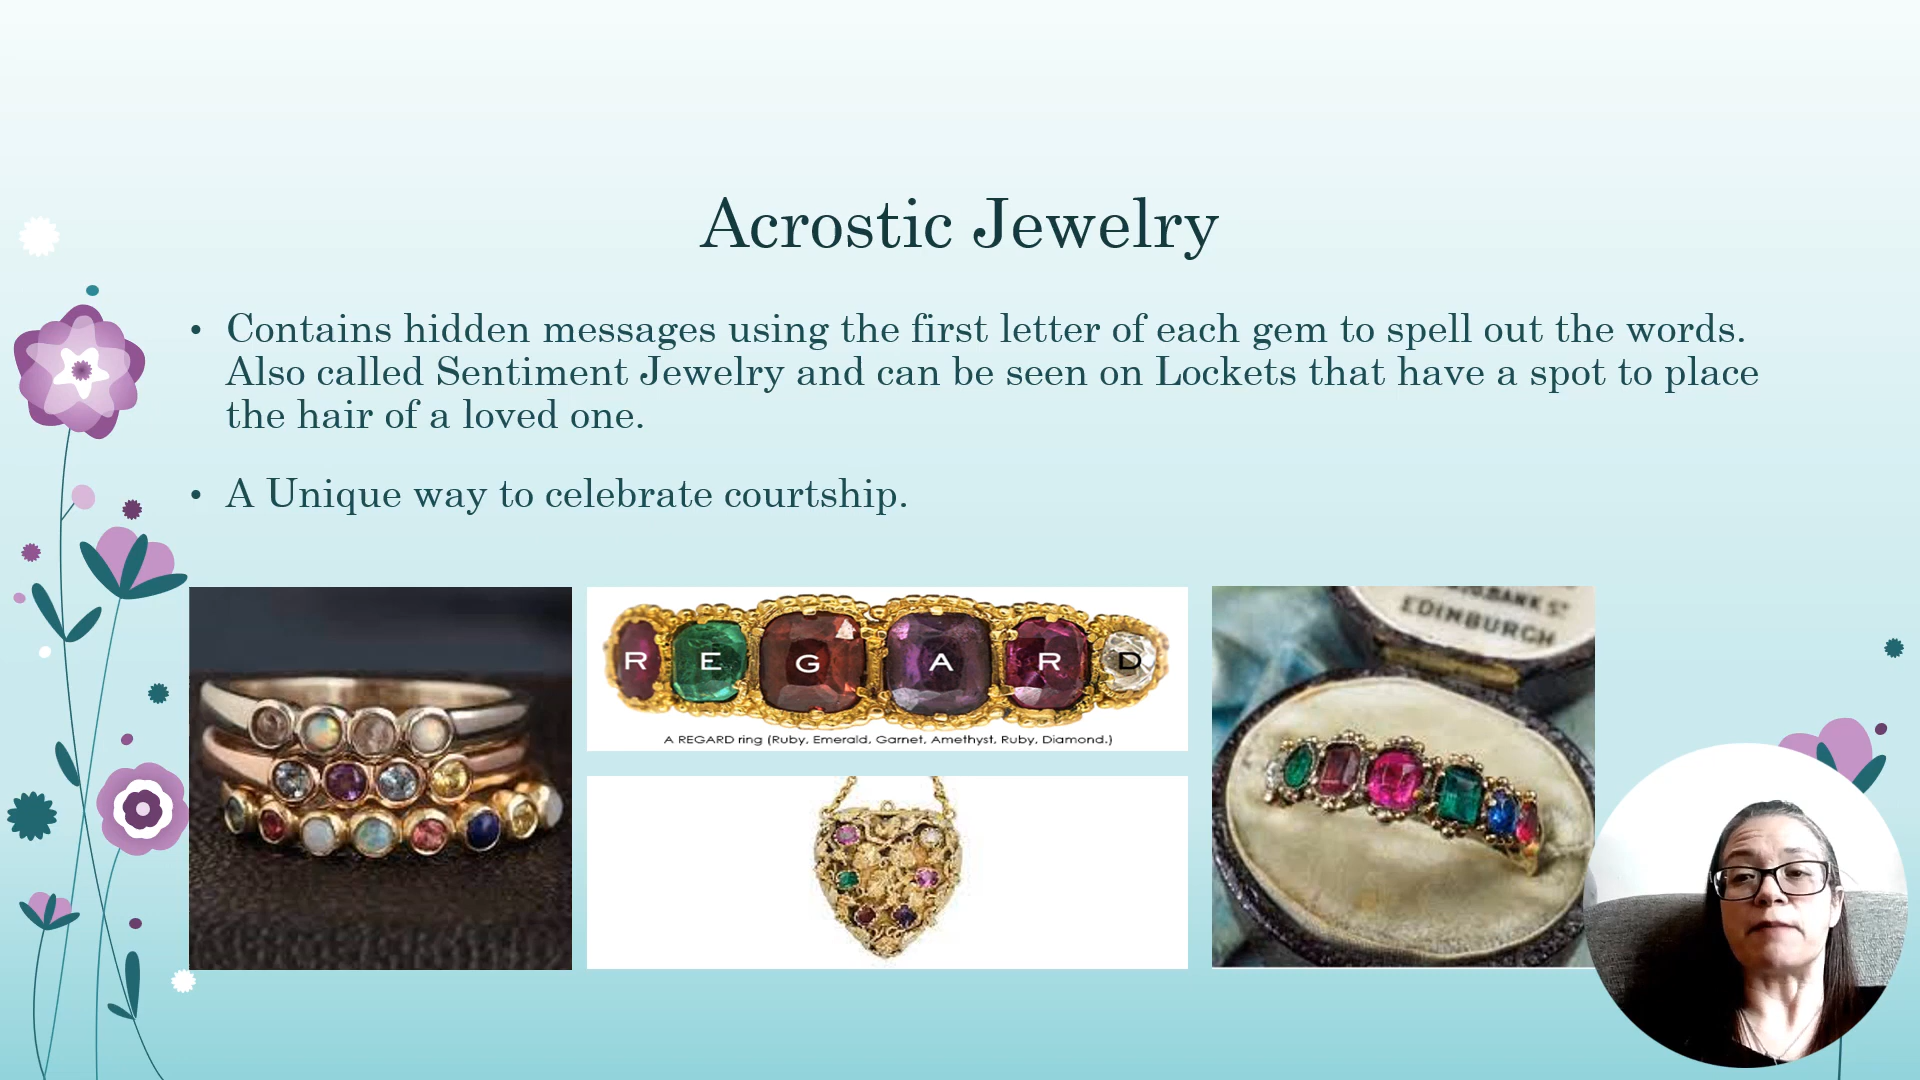 Acrostic Jewelry
• Contains hidden messages using the first letter of each gem to spell out the words.
Also called Sentiment Jewelry and can be seen on Lockets that have a spot to place
the hair of a loved one.
• A Unique way to celebrate courtship.
R E G A R D
A REGARD ring (Ruby, Emerald, Garnet, Amethyst, Ruby, Diamond.)
EDINBURGH